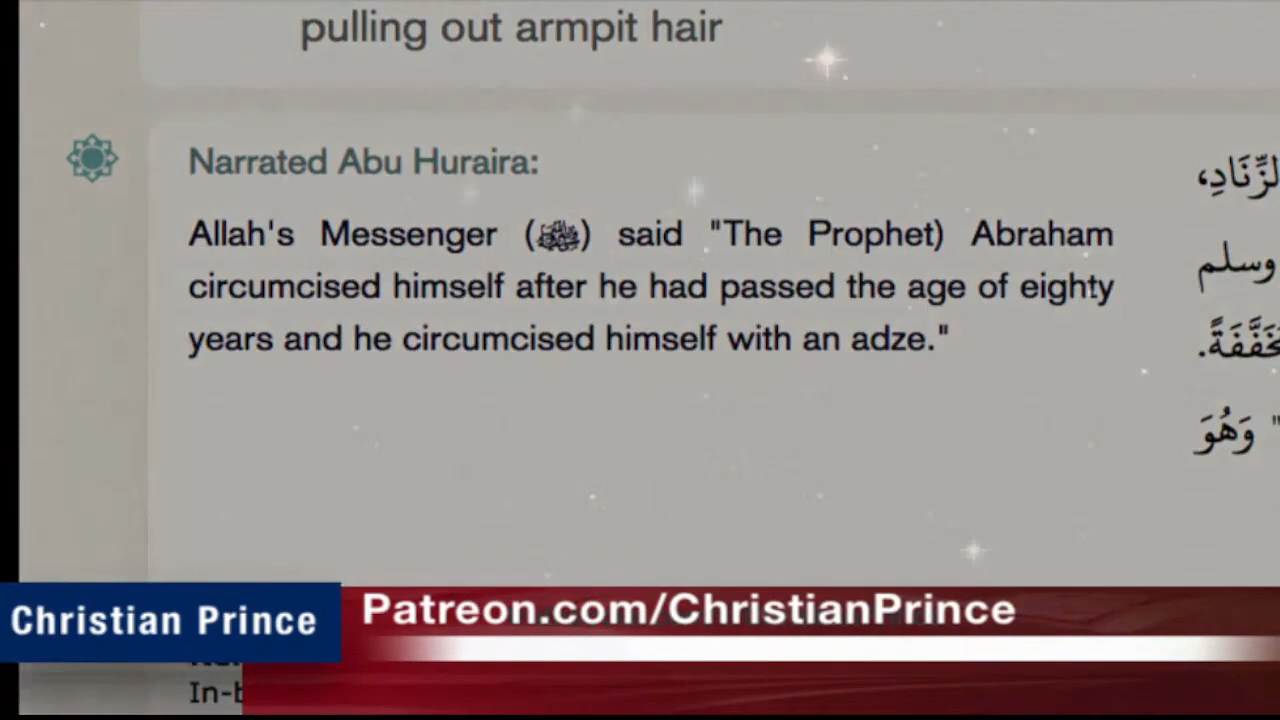 pulling out armpit hair
Narrated Abu Huraira:
Allah's Messenger (ﷺ) said "The Prophet) Abraham
circumcised himself after he had passed the age of eighty
years and he circumcised himself with an adze."
الزِّنَادِ،
وسلم
مُخَفَّفَةً.
" وَهُوَ
Christian Prince
Patreon.com/ChristianPrince
In-b